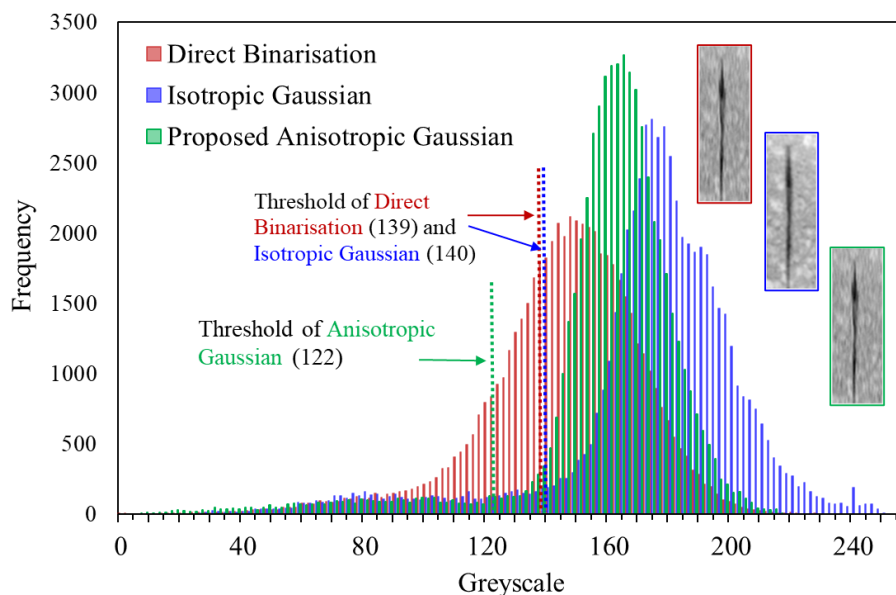 3500
3000
2500
2000
1500
1000
500
0
Frequency
Direct Binarisation
Isotropic Gaussian
Proposed Anisotropic Gaussian
Threshold of Direct
Binarisation (139) and
Isotropic Gaussian (140)
Threshold of Anisotropic
Gaussian (122)
0 40 80 120 160 200 240
Greyscale